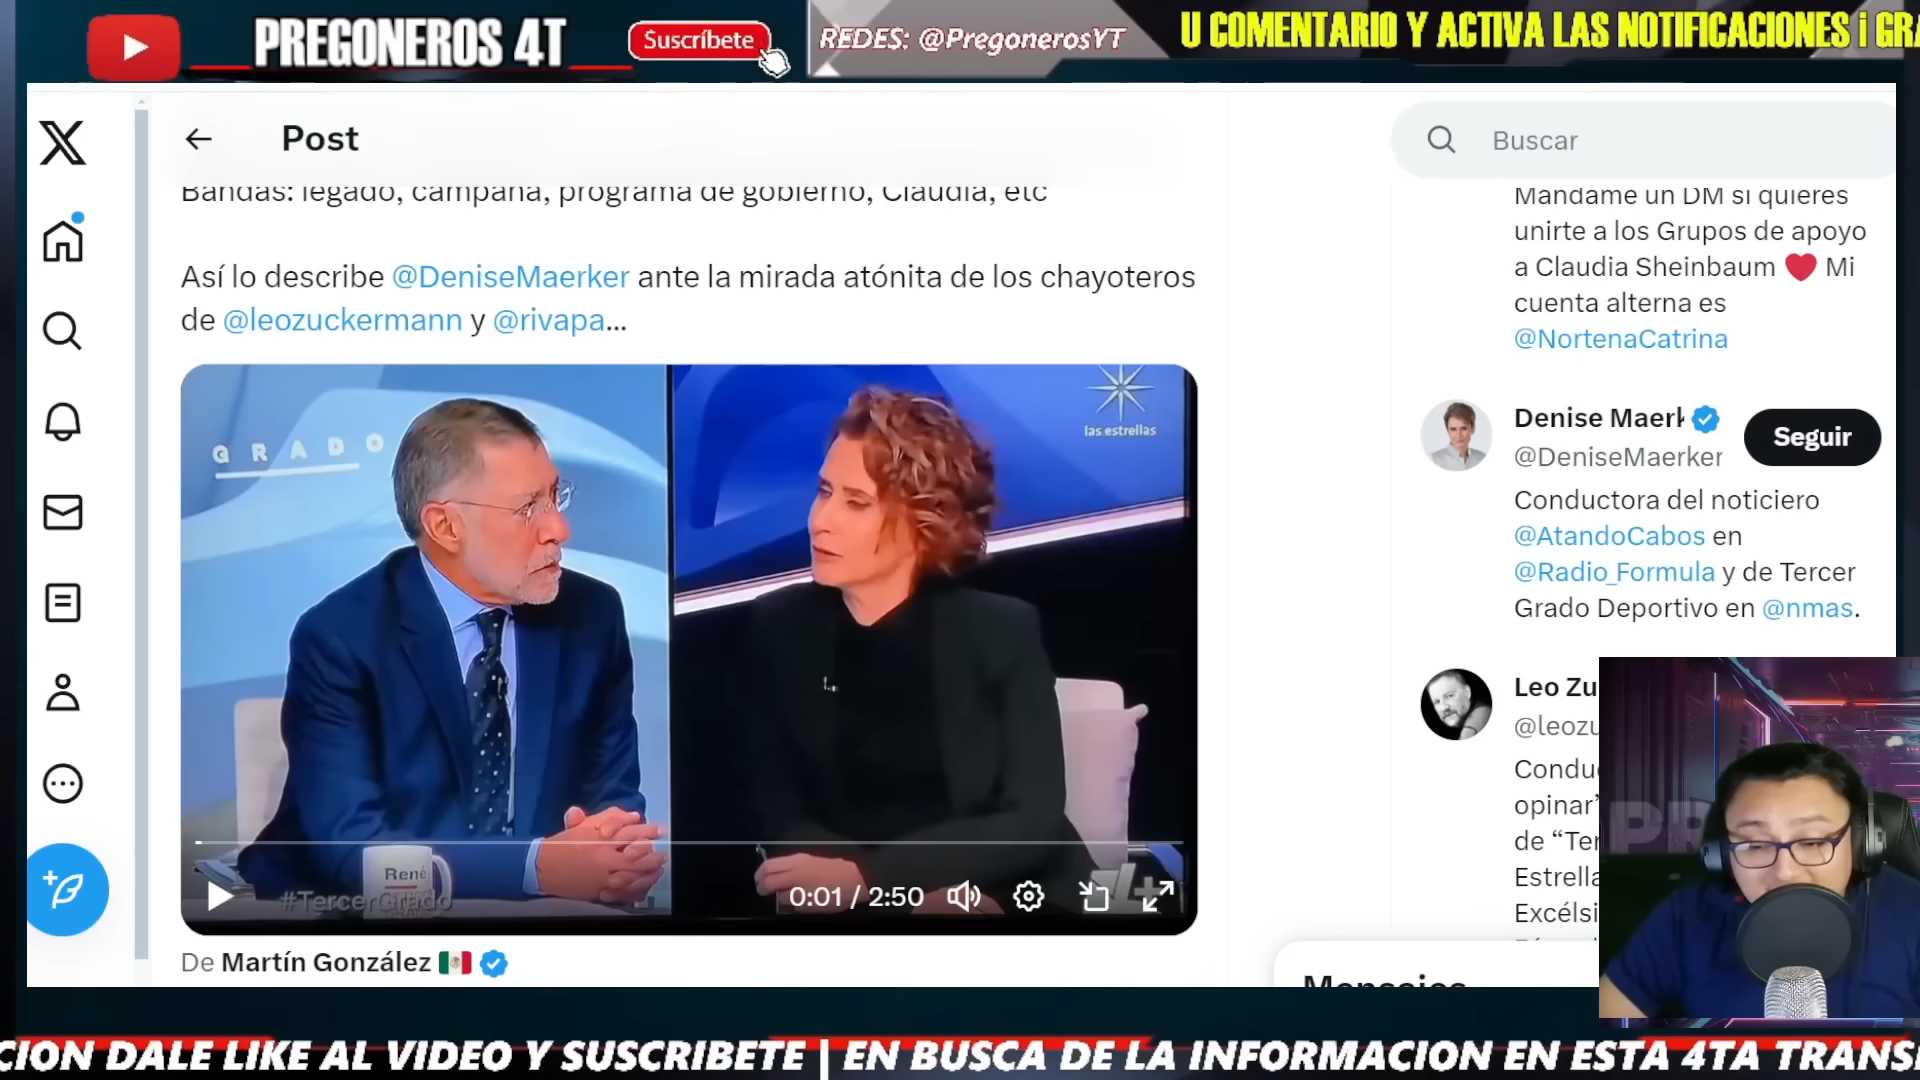 PREGONEROS 4T
Suscríbete
REDES: @PregonerosYT
U COMENTARIO Y ACTIVA LAS NOTIFICACIONES ¡ GRA
Post
Buscar
Bandas: legado, campaña, programa de gobierno, Claudia, etc
Así lo describe @DeniseMaerker ante la mirada atónita de los chayoteros
de @leozuckermann y @rivapa...
GRADO
las estrellas
René
#TercerGrado
0:01 / 2:50
De Martín González
Mandame un DM si quieres
unirte a los Grupos de apoyo
a Claudia Sheinbaum ❤️ Mi
cuenta alterna es
@NortenaCatrina
Denise Maerk
@DeniseMaerker
Seguir
Conductora del noticiero
@AtandoCabos en
@Radio_Formula y de Tercer
Grado Deportivo en @nmas.
Leo Zu
@leozu
Condu
opinar"
de “Ter
Estrella
Excélsi
Mensajes
PR
CION DALE LIKE AL VIDEO Y SUSCRIBETE | EN BUSCA DE LA INFORMACION EN ESTA 4TA TRANS